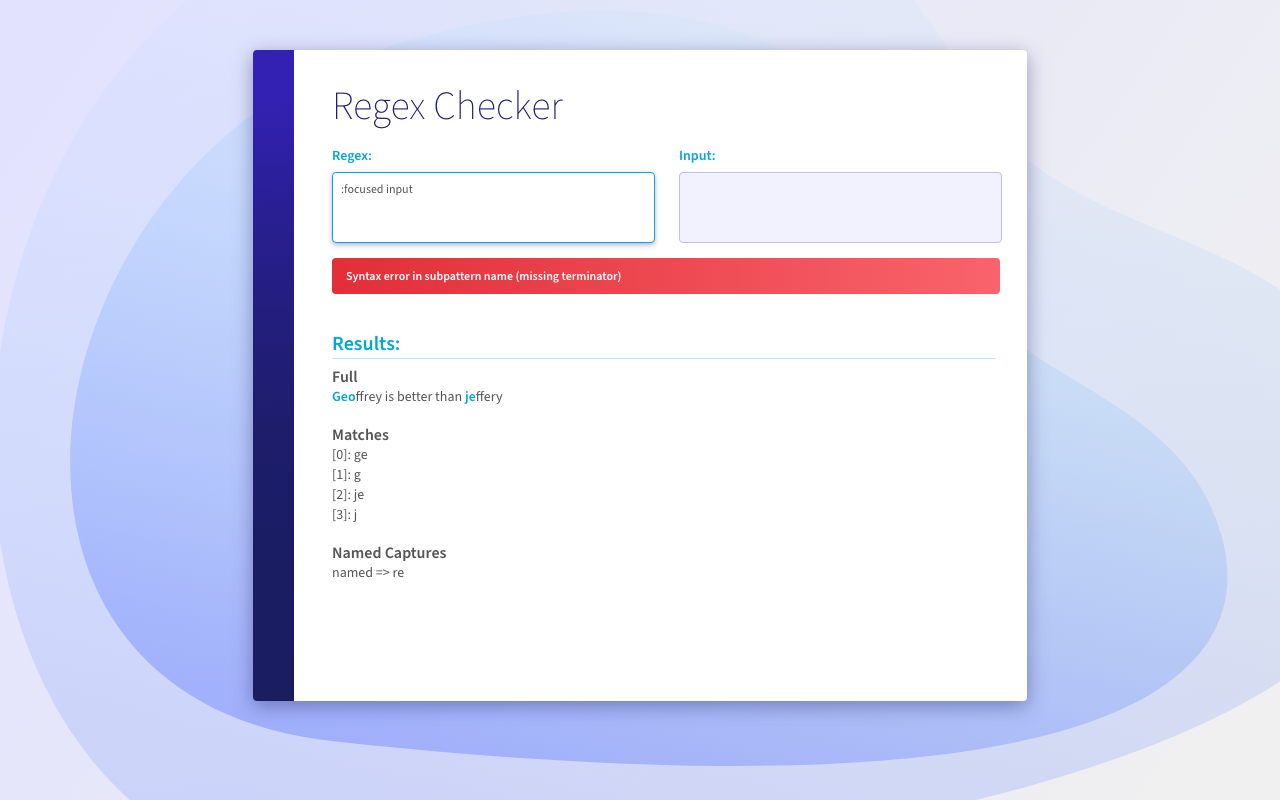 Regex Checker
Regex:
Input:
:focused input
Syntax error in subpattern name (missing terminator)
Results:
Full
Geoffrey is better than jeffery
Matches
[0]: ge
[1]: g
[2]: je
[3]: j
Named Captures
named => re